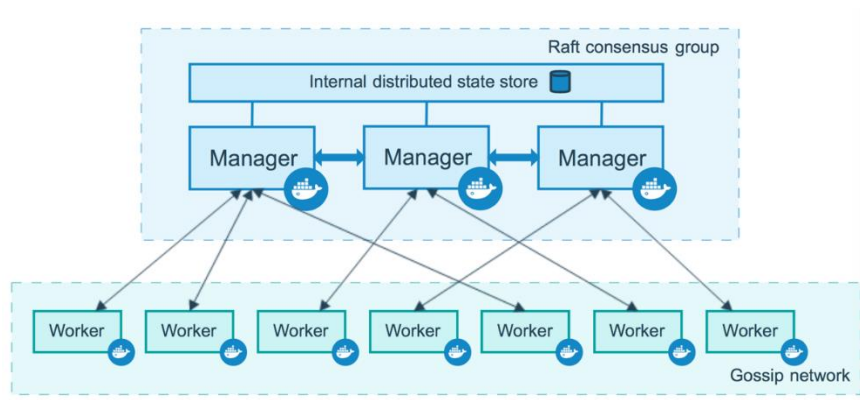 Raft consensus group
Internal distributed state store
Manager
Manager
Manager
Worker
Worker
Worker
Worker
Worker
Worker
Worker
Gossip network